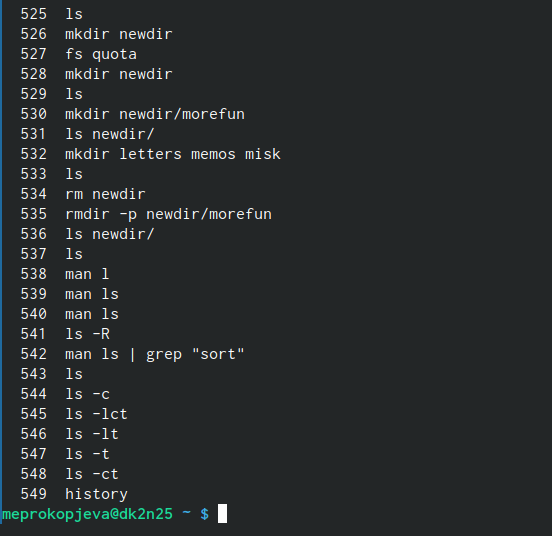 525 ls
526 mkdir newdir
527 fs quota
528 mkdir newdir
529 ls
530 mkdir newdir/morefun
531 ls newdir/
532 mkdir letters memos misk
533 ls
534 rm newdir
535 rmdir -p newdir/morefun
536 ls newdir/
537 ls
538 man l
539 man ls
540 man ls
541 ls -R
542 man ls | grep "sort"
543 ls
544 ls -c
545 ls -lct
546 ls -lt
547 ls -t
548 ls -ct
549 history
meprokopjeva@dk2n25 ~ $